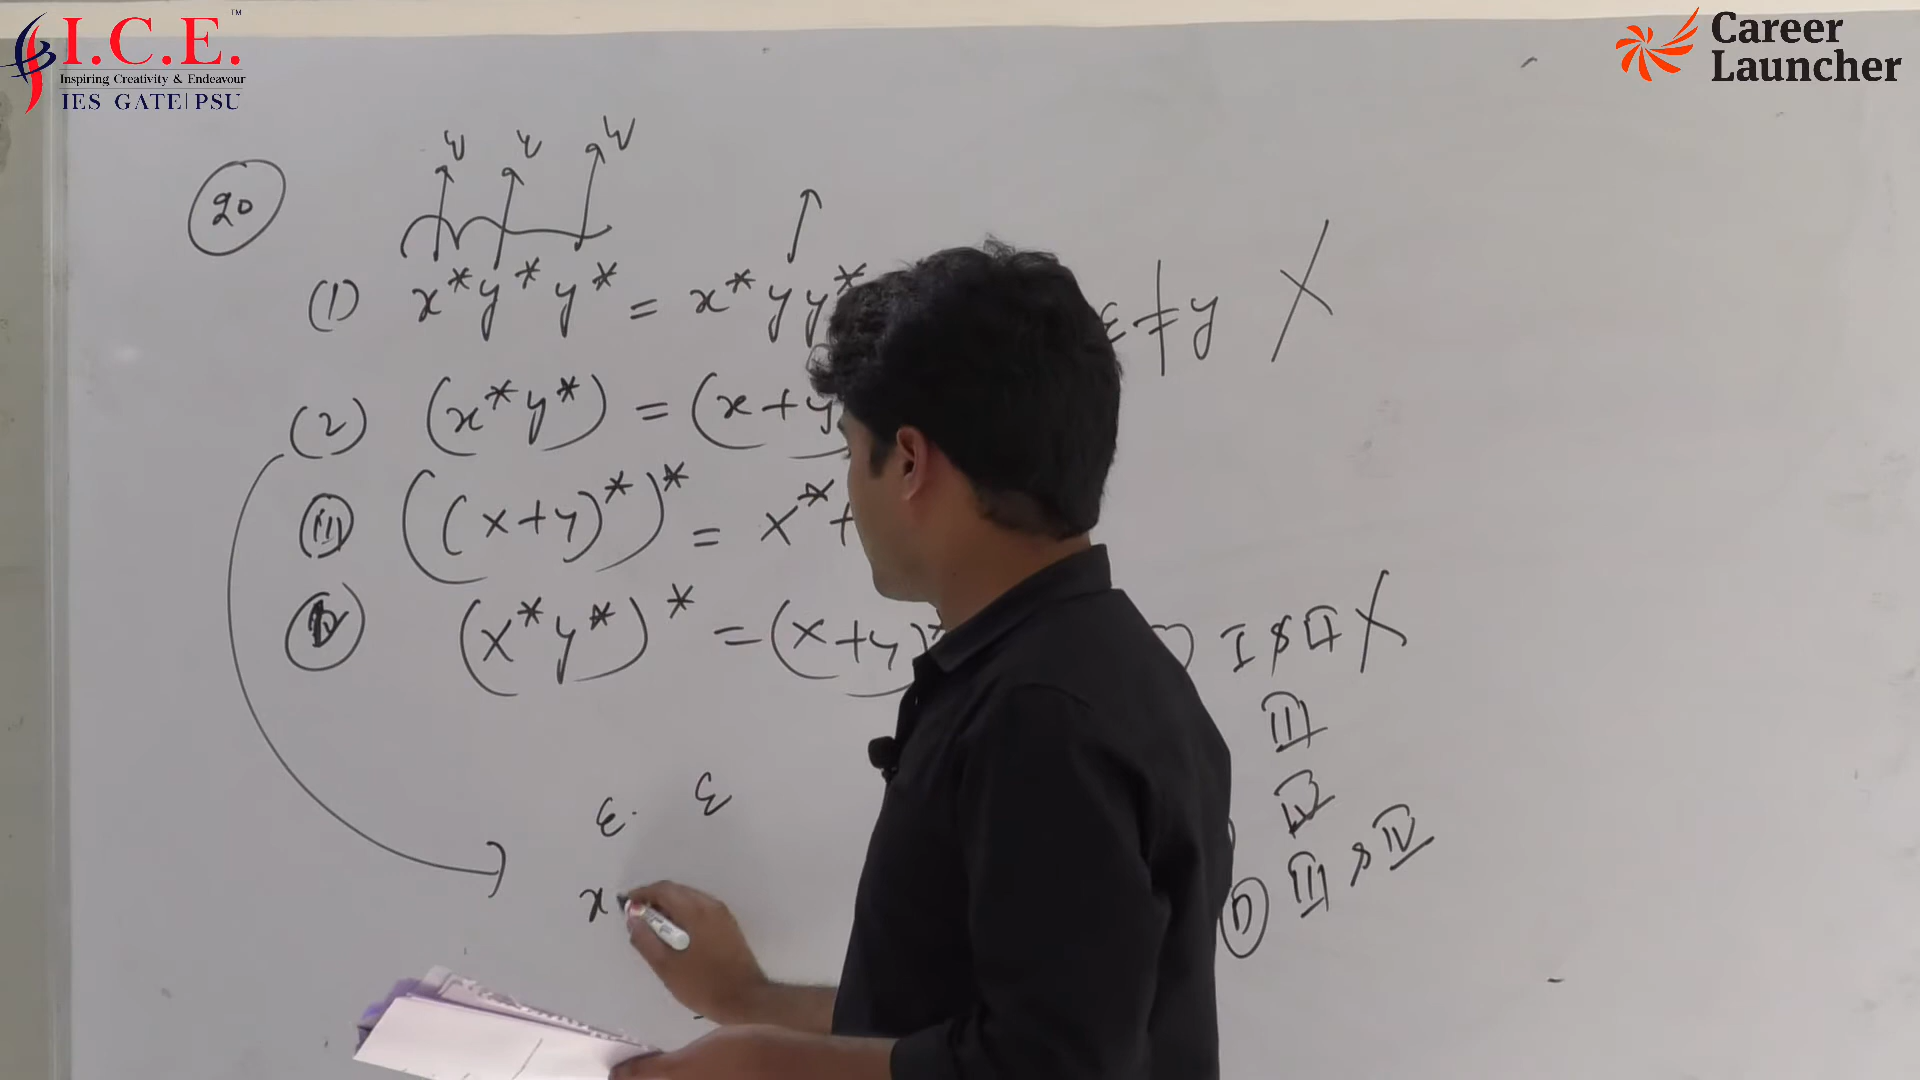 I.C.E.™
Inspiring Creativity & Endeavour
IES GATE|PSU
Career
Launcher
20
ε ε ε
(1) x*y*y* = x*yy* ε ≠ y X
(2) (x*y*) = (x+y
(III) ((x+y)*)* = x*+
(IV) (x*y*)* = (x+y)*
I & II X
III
IV
(D) III & IV
ε. ε
x